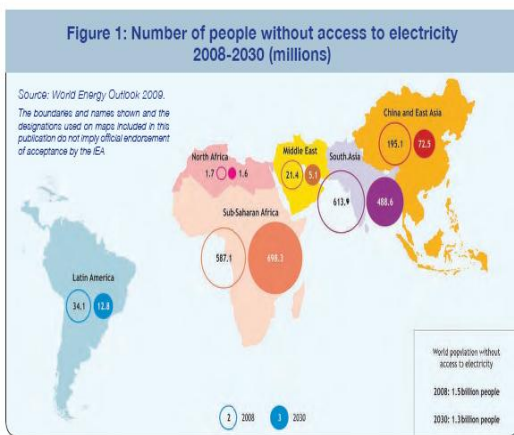 Figure 1: Number of people without access to electricity
2008-2030 (millions)
Source: World Energy Outlook 2009.
The boundaries and names shown and the
designations used on maps included in this
publication do not imply official endorsement
of acceptance by the IEA
China and East Asia
195.1
72.5
North Africa
1.7
1.6
Middle East
21.4
5.1
South.Asia
613.9
488.6
Sub-Saharan Africa
587.1
698.3
Latin America
34.1
12.8
World population without
access to electricity
2008: 1.5billion people
2030: 1.3billion people
2 2008
3 2030